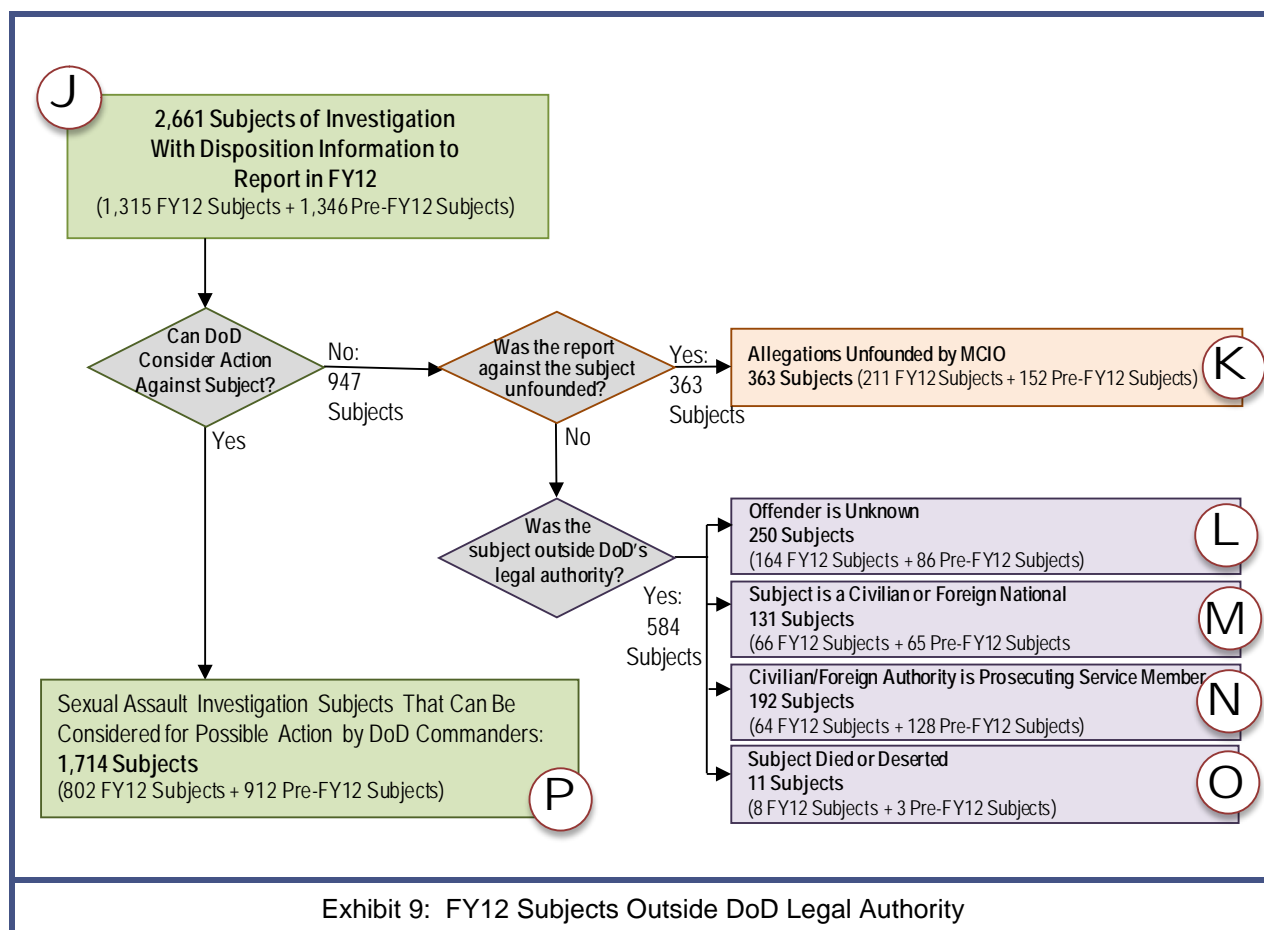 J
2,661 Subjects of Investigation
With Disposition Information to
Report in FY12
(1,315 FY12 Subjects + 1,346 Pre-FY12 Subjects)
Can DoD
Consider Action
Against Subject?
No:
947
Subjects
Was the report
against the subject
unfounded?
Yes:
363
Subjects
Allegations Unfounded by MCIO
363 Subjects (211 FY12 Subjects + 152 Pre-FY12 Subjects)
K
Yes
No
Was the
subject outside DoD's
legal authority?
Yes:
584
Subjects
Offender is Unknown
250 Subjects
(164 FY12 Subjects + 86 Pre-FY12 Subjects)
L
Subject is a Civilian or Foreign National
131 Subjects
(66 FY12 Subjects + 65 Pre-FY12 Subjects
M
Civilian/Foreign Authority is Prosecuting Service Member
192 Subjects
(64 FY12 Subjects + 128 Pre-FY12 Subjects)
N
Subject Died or Deserted
11 Subjects
(8 FY12 Subjects + 3 Pre-FY12 Subjects)
O
Sexual Assault Investigation Subjects That Can Be
Considered for Possible Action by DoD Commanders:
1,714 Subjects
(802 FY12 Subjects + 912 Pre-FY12 Subjects)
P
Exhibit 9: FY12 Subjects Outside DoD Legal Authority